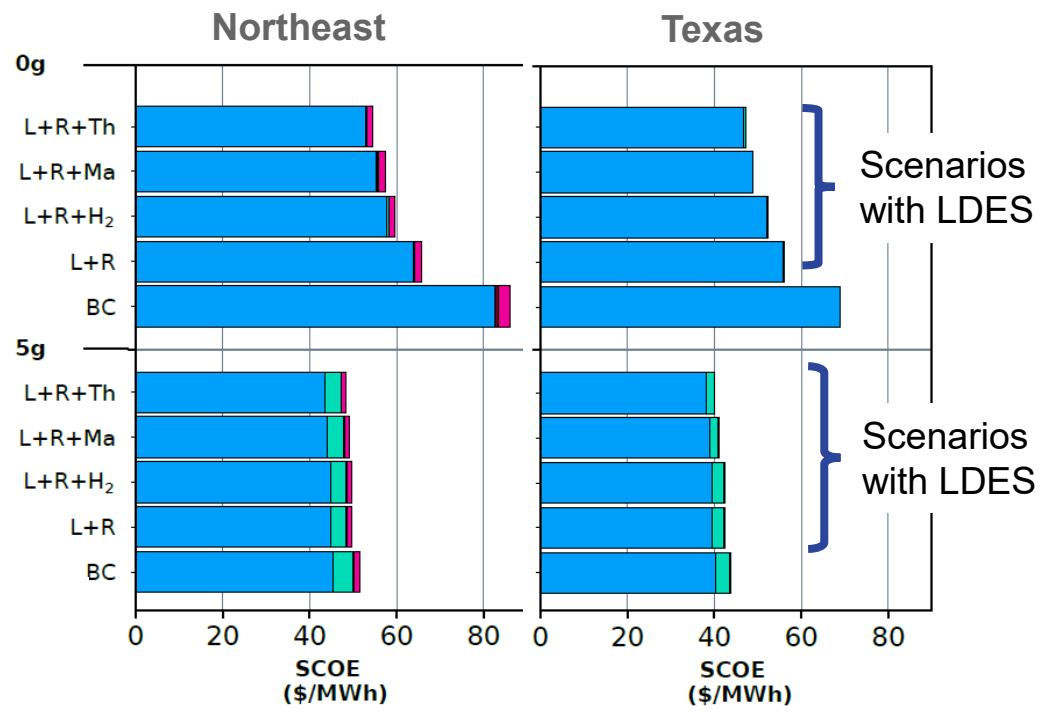 Northeast
Texas
0g
L+R+Th
L+R+Ma
L+R+H₂
L+R
BC
Scenarios
with LDES
5g
L+R+Th
L+R+Ma
L+R+H₂
L+R
BC
Scenarios
with LDES
0 20 40 60 80
0 20 40 60 80
SCOE
($/MWh)
SCOE
($/MWh)